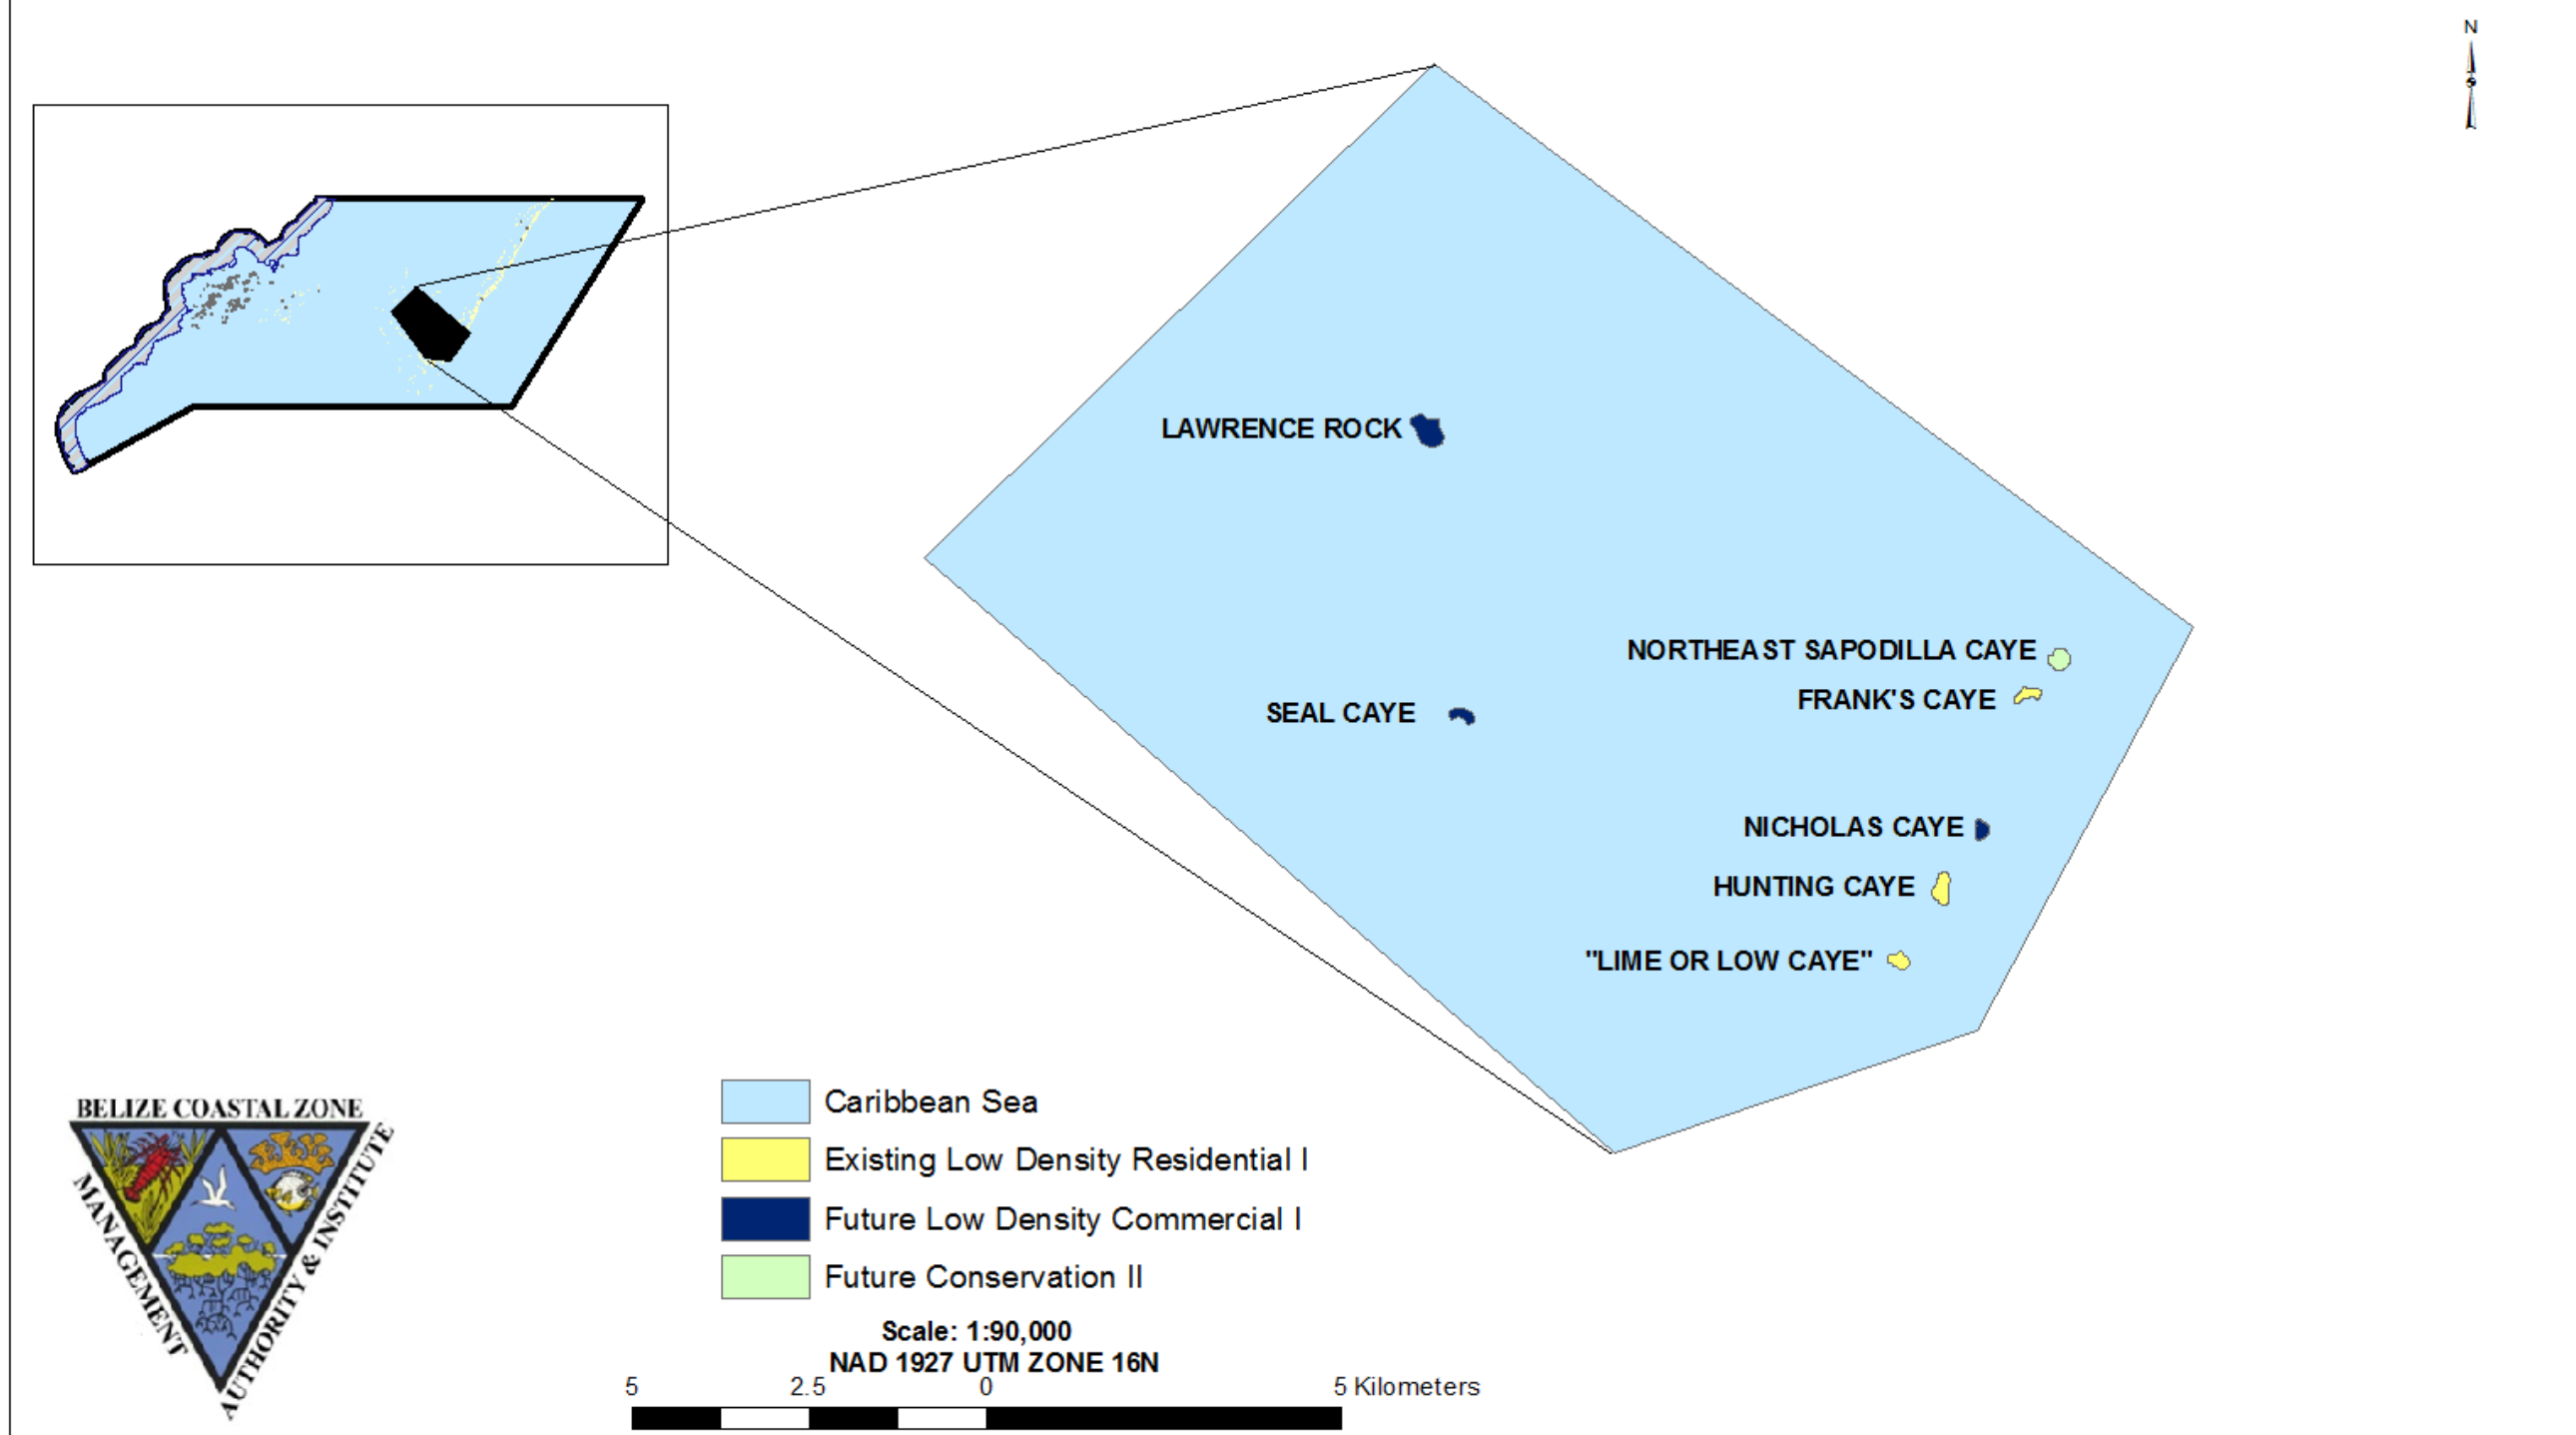 N
LAWRENCE ROCK
NORTHEAST SAPODILLA CAYE
FRANK'S CAYE
SEAL CAYE
NICHOLAS CAYE
HUNTING CAYE
"LIME OR LOW CAYE"
BELIZE COASTAL ZONE
MANAGEMENT
AUTHORITY & INSTITUTE
Caribbean Sea
Existing Low Density Residential I
Future Low Density Commercial I
Future Conservation II
Scale: 1:90,000
NAD 1927 UTM ZONE 16N
5 2.5 0 5 Kilometers